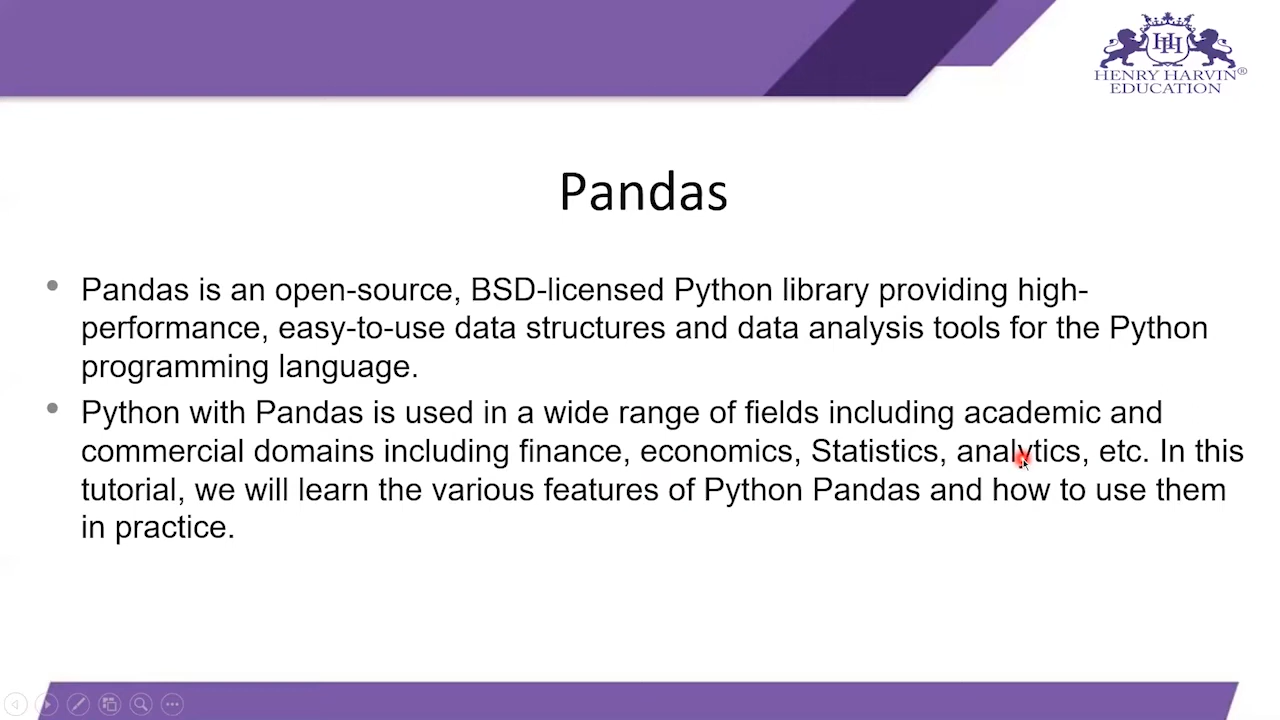 HENRY HARVIN®
EDUCATION
Pandas
• Pandas is an open-source, BSD-licensed Python library providing high-
performance, easy-to-use data structures and data analysis tools for the Python
programming language.
• Python with Pandas is used in a wide range of fields including academic and
commercial domains including finance, economics, Statistics, analytics, etc. In this
tutorial, we will learn the various features of Python Pandas and how to use them
in practice.